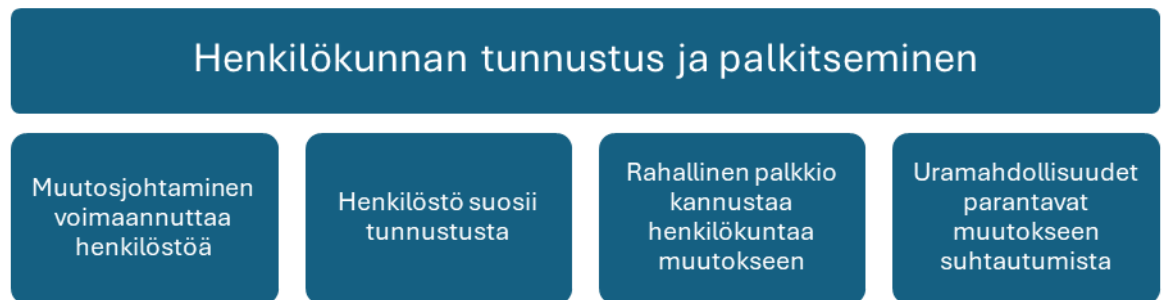 Henkilökunnan tunnustus ja palkitseminen
Muutosjohtaminen
voimaannuttaa
henkilöstöä
Henkilöstö suosii
tunnustusta
Rahallinen palkkio
kannustaa
henkilökuntaa
muutokseen
Uramahdollisuudet
parantavat
muutokseen
suhtautumista